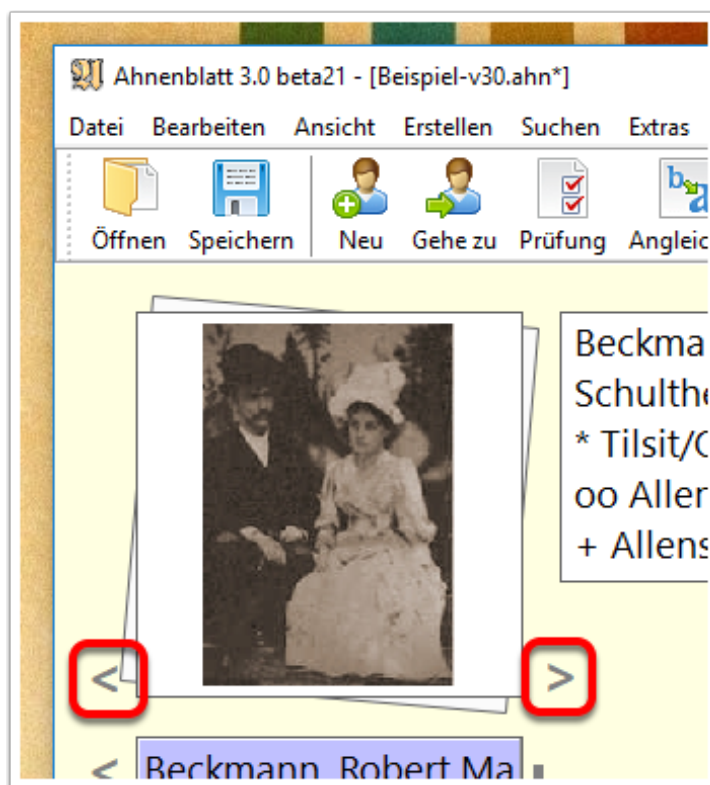 Ahnenblatt 3.0 beta21 - [Beispiel-v30.ahn*]
Datei Bearbeiten Ansicht Erstellen Suchen Extras
Öffnen Speichern Neu Gehe zu Prüfung Angleic
Beckma
Schulthe
* Tilsit/
oo Aller
+ Allens
< >
< Beckmann, Robert Ma